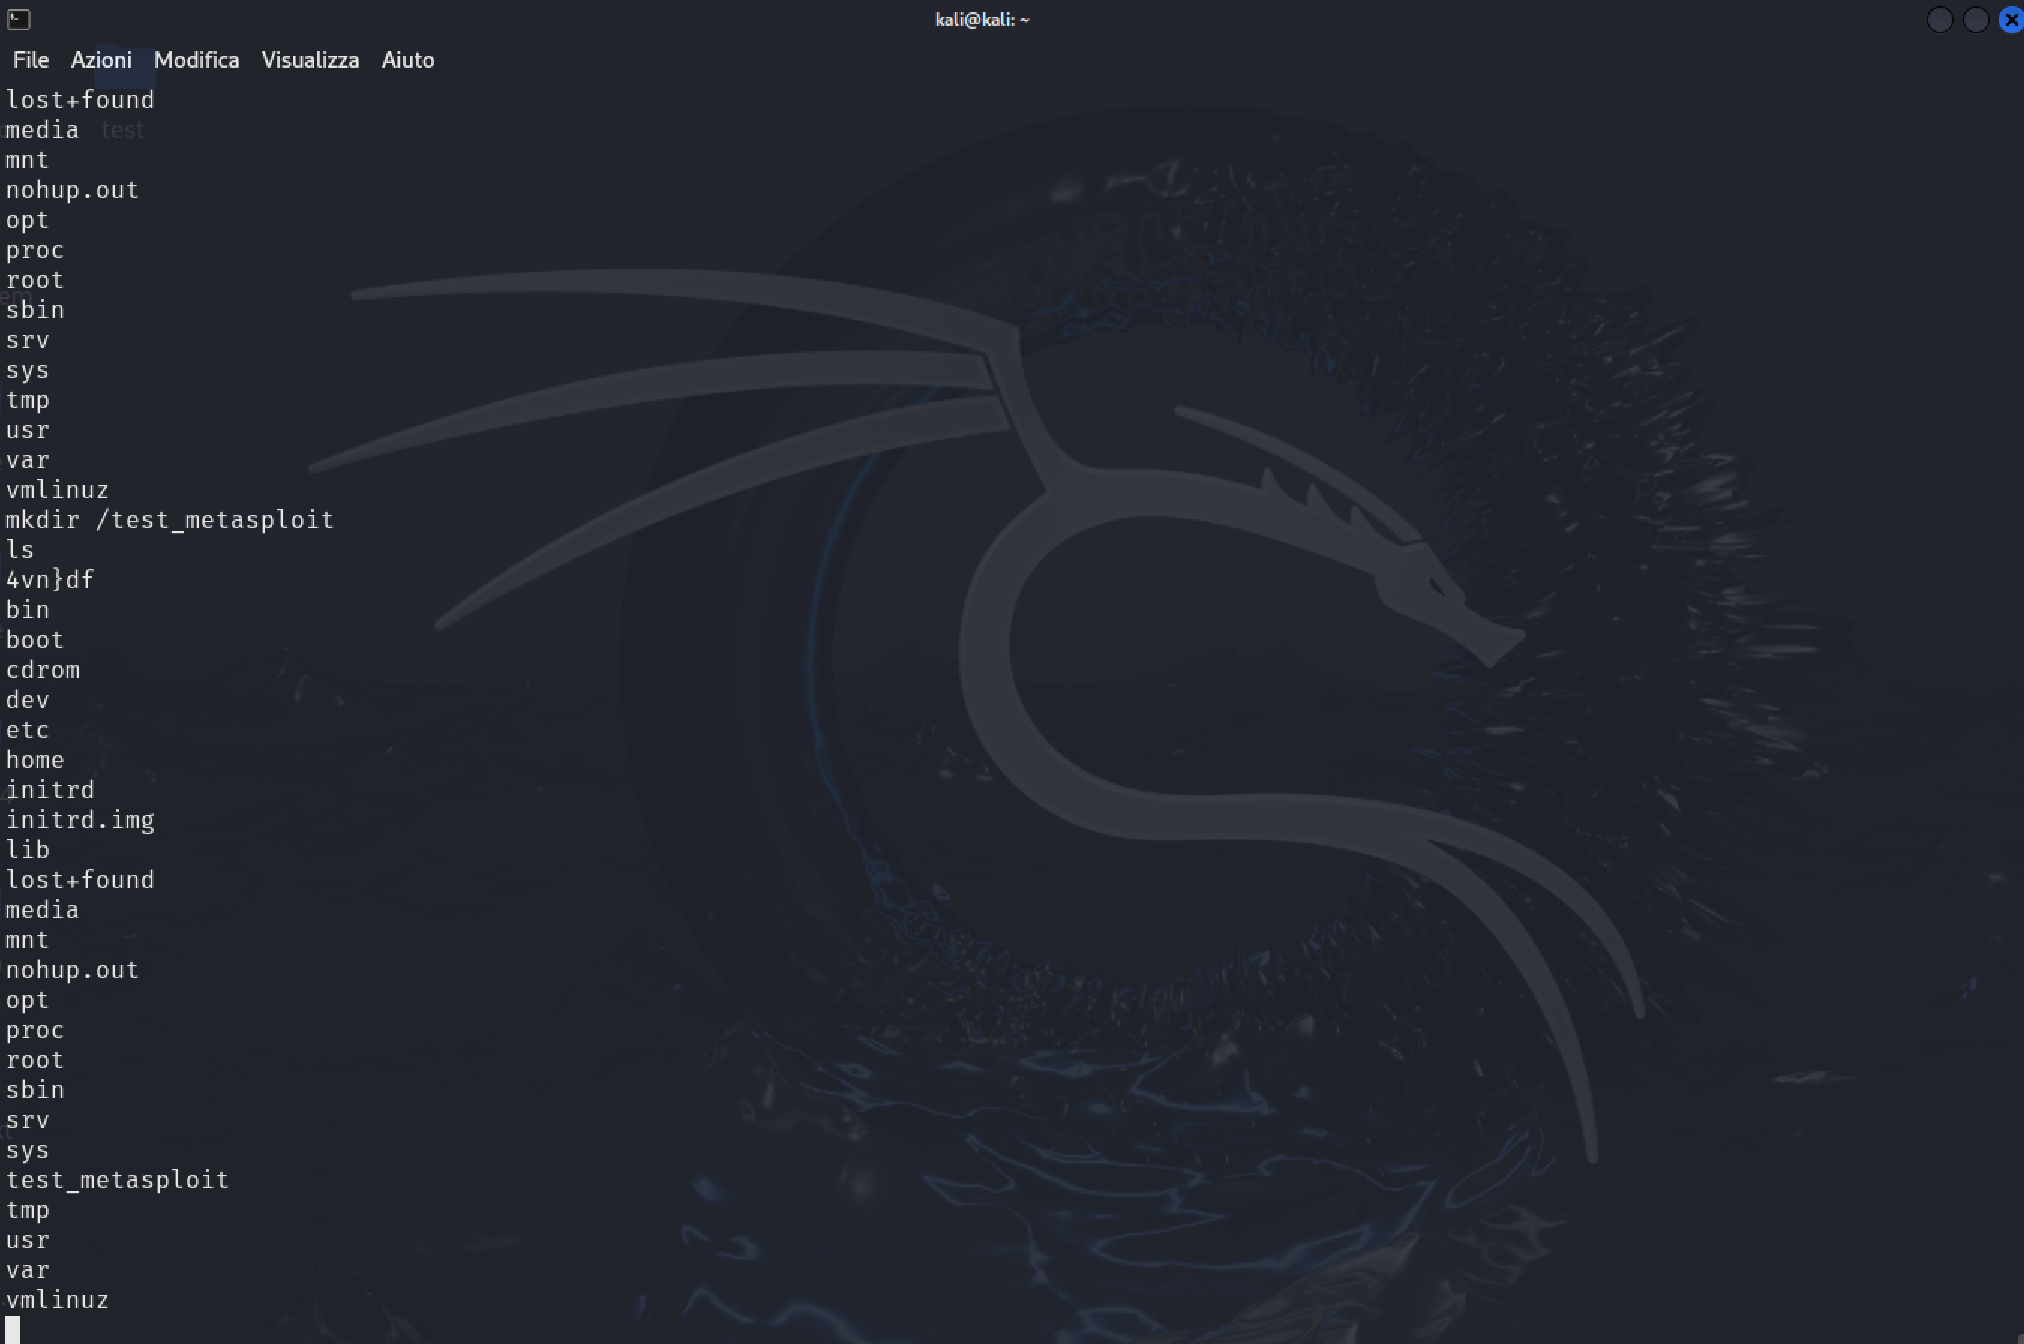 kali@kali: ~
File Azioni Modifica Visualizza Aiuto
lost+found
media
test
mnt
nohup.out
opt
proc
root
sbin
srv
sys
tmp
usr
var
vmlinuz
mkdir /test_metasploit
ls
4vn}df
bin
boot
cdrom
dev
etc
home
initrd
initrd.img
lib
lost+found
media
mnt
nohup.out
opt
proc
root
sbin
srv
sys
test_metasploit
tmp
usr
var
vmlinuz